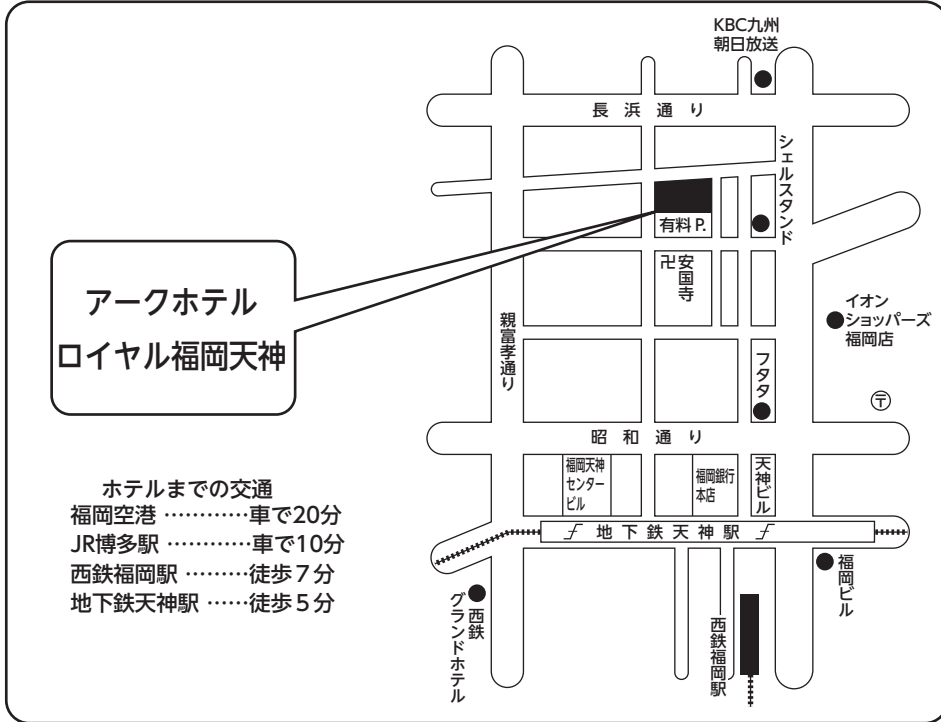 KBC九州
朝日放送
長浜通り
シェルスタンド
有料 P.
卍安国寺
アークホテル
ロイヤル福岡天神
親富孝通り
イオン
ショッパーズ
福岡店
フタタ
〒
昭和通り
福岡天神
センター
ビル
福岡銀行
本店
天神ビル
地下鉄天神駅
福岡ビル
西鉄
グランドホテル
西鉄福岡駅
ホテルまでの交通
福岡空港 …………車で20分
JR博多駅 …………車で10分
西鉄福岡駅 ………徒歩7分
地下鉄天神駅 ……徒歩5分